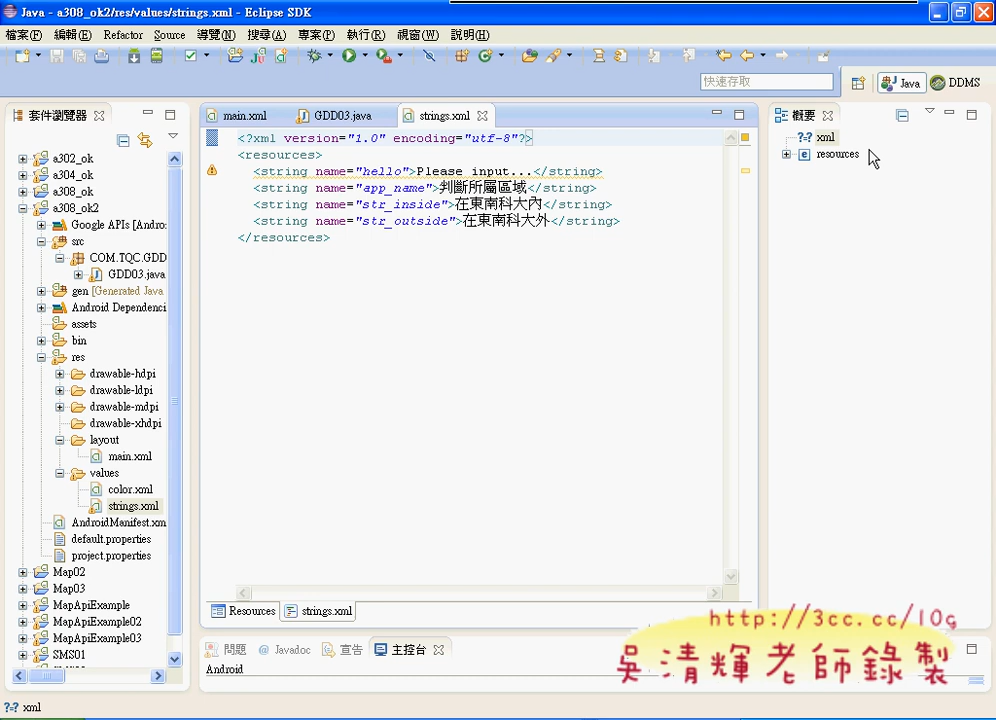 Java - a308_ok2/res/values/strings.xml - Eclipse SDK
檔案(F) 編輯(E) Refactor Source 導覽(N) 搜尋(A) 專案(P) 執行(R) 視窗(W) 說明(H)
快速存取 Java DDMS
套件瀏覽器
main.xml GDD03.java strings.xml
概要
a302_ok
a304_ok
a308_ok
a308_ok2
Google APIs [Andro:
src
COM.TQC.GDD
GDD03.java
gen [Generated Java
Android Dependenci
assets
bin
res
drawable-hdpi
drawable-ldpi
drawable-mdpi
drawable-xhdpi
layout
main.xml
values
color.xml
strings.xml
AndroidManifest.xm
default.properties
project.properties
Map02
Map03
MapApiExample
MapApiExample02
MapApiExample03
SMS01
<?xml version="1.0" encoding="utf-8"?>
<resources>
<string name="hello">Please input...</string>
<string name="app_name">判斷所屬區域</string>
<string name="str_inside">在東南科大內</string>
<string name="str_outside">在東南科大外</string>
</resources>
?=? xml
e resources
Resources strings.xml
問題 @ Javadoc 宣告 主控台
Android
http://3cc.cc/10g
吳清輝老師錄製
?=? xml